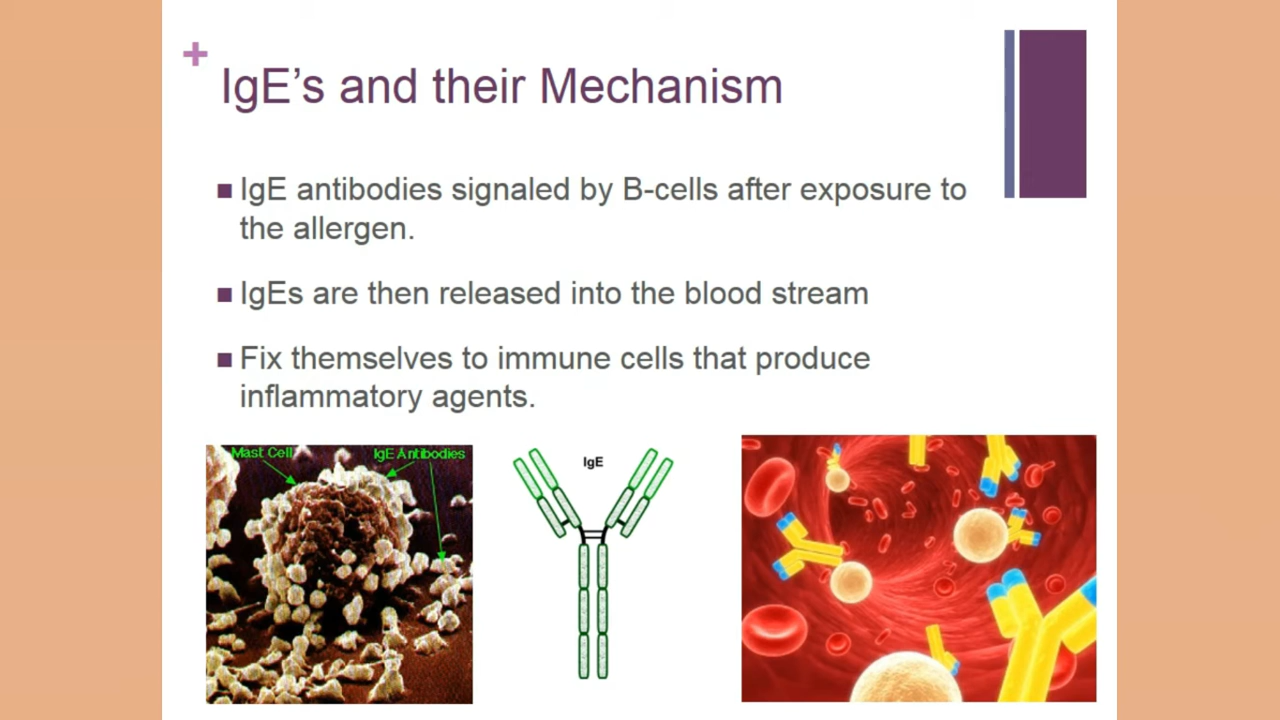 IgE's and their Mechanism
IgE antibodies signaled by B-cells after exposure to
the allergen.
IgEs are then released into the blood stream
Fix themselves to immune cells that produce
inflammatory agents.
Mast Cell
IgE Antibodies
IgE